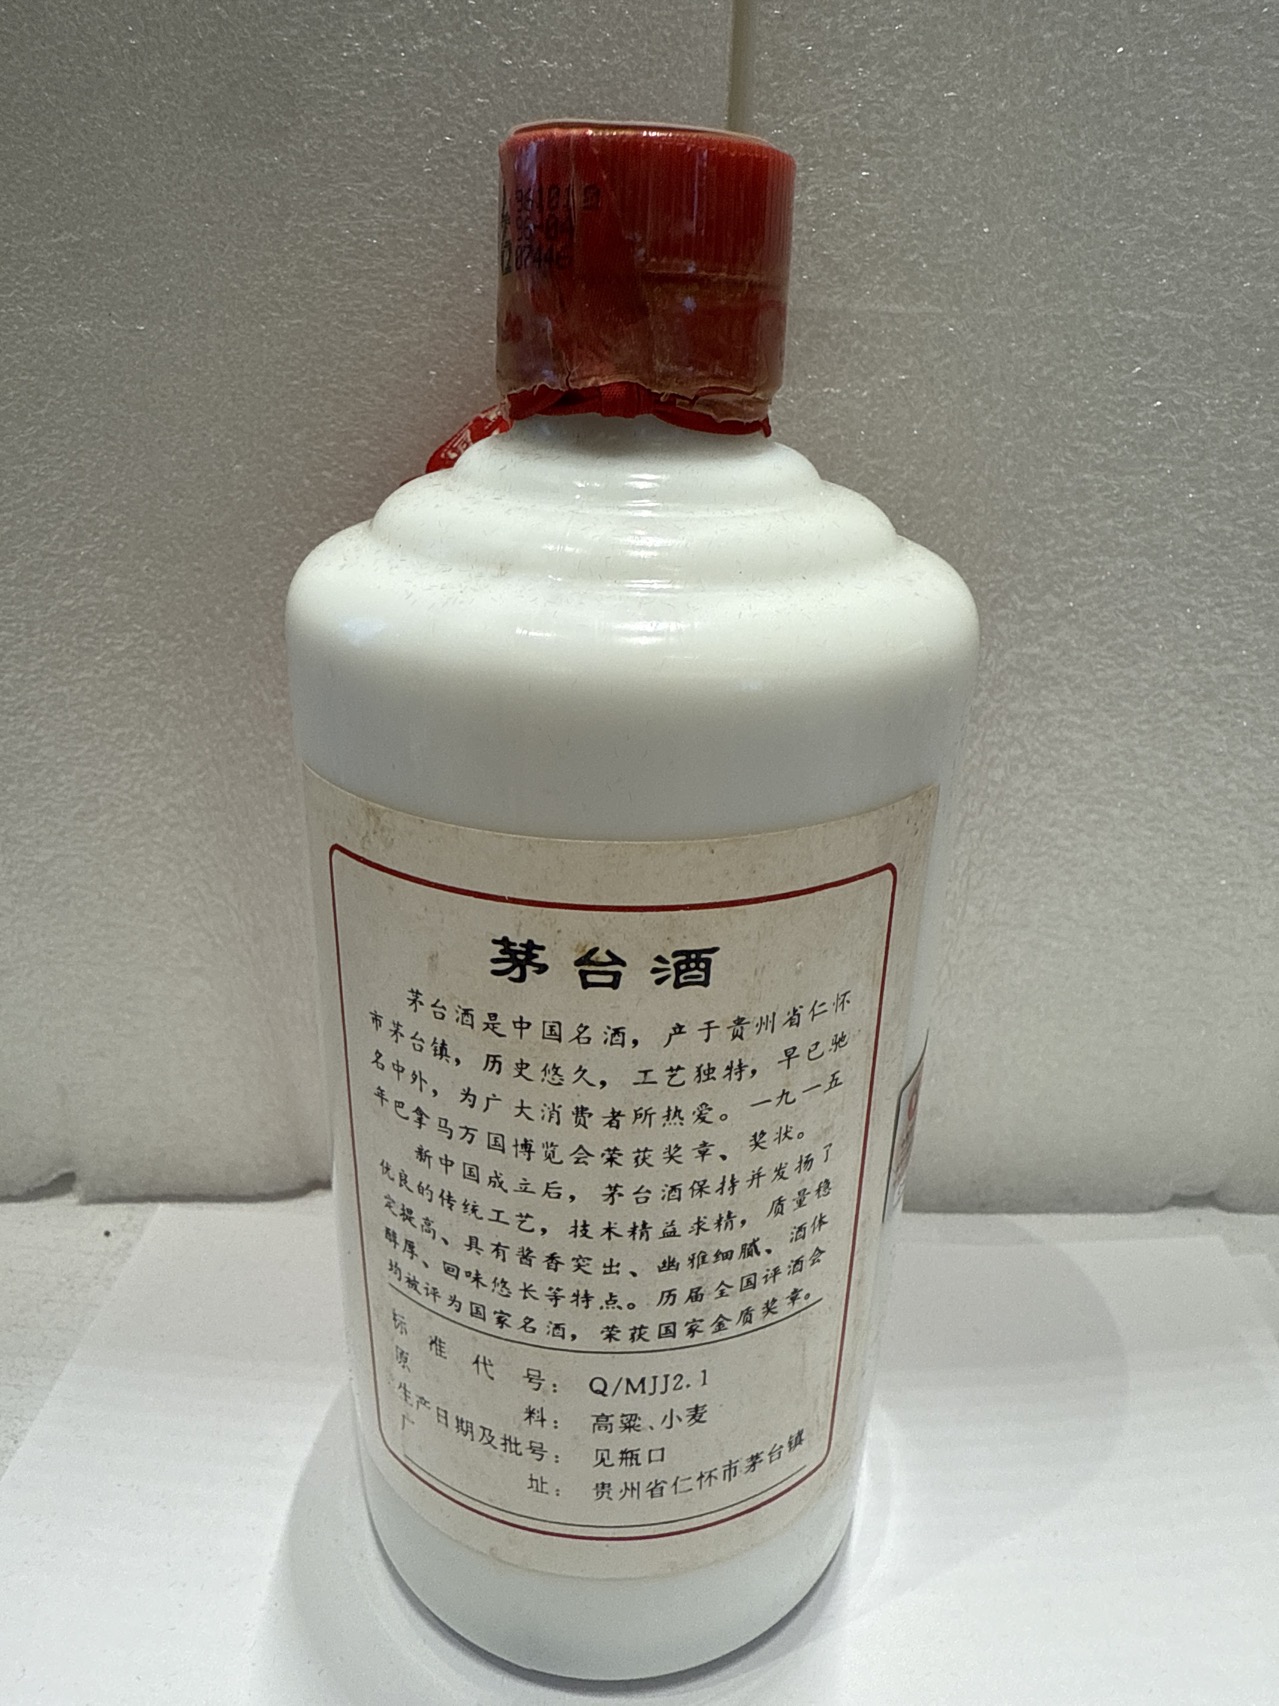 茅台酒
茅台酒是中国名酒，产于贵州省仁怀
市茅台镇，历史悠久，工艺独特，早已驰
名中外，为广大消费者所热爱。一九一五
年巴拿马万国博览会荣获奖章、奖状。
新中国成立后，茅台酒保持并发扬了
优良的传统工艺，技术精益求精，质量稳
定提高、具有酱香突出、幽雅细腻、酒体
醇厚、回味悠长等特点。历届全国评酒会
均被评为国家名酒，荣获国家金质奖章。
标准代号：Q/MJJ2.1
原料：高粱、小麦
生产日期及批号：见瓶口
厂址：贵州省仁怀市茅台镇